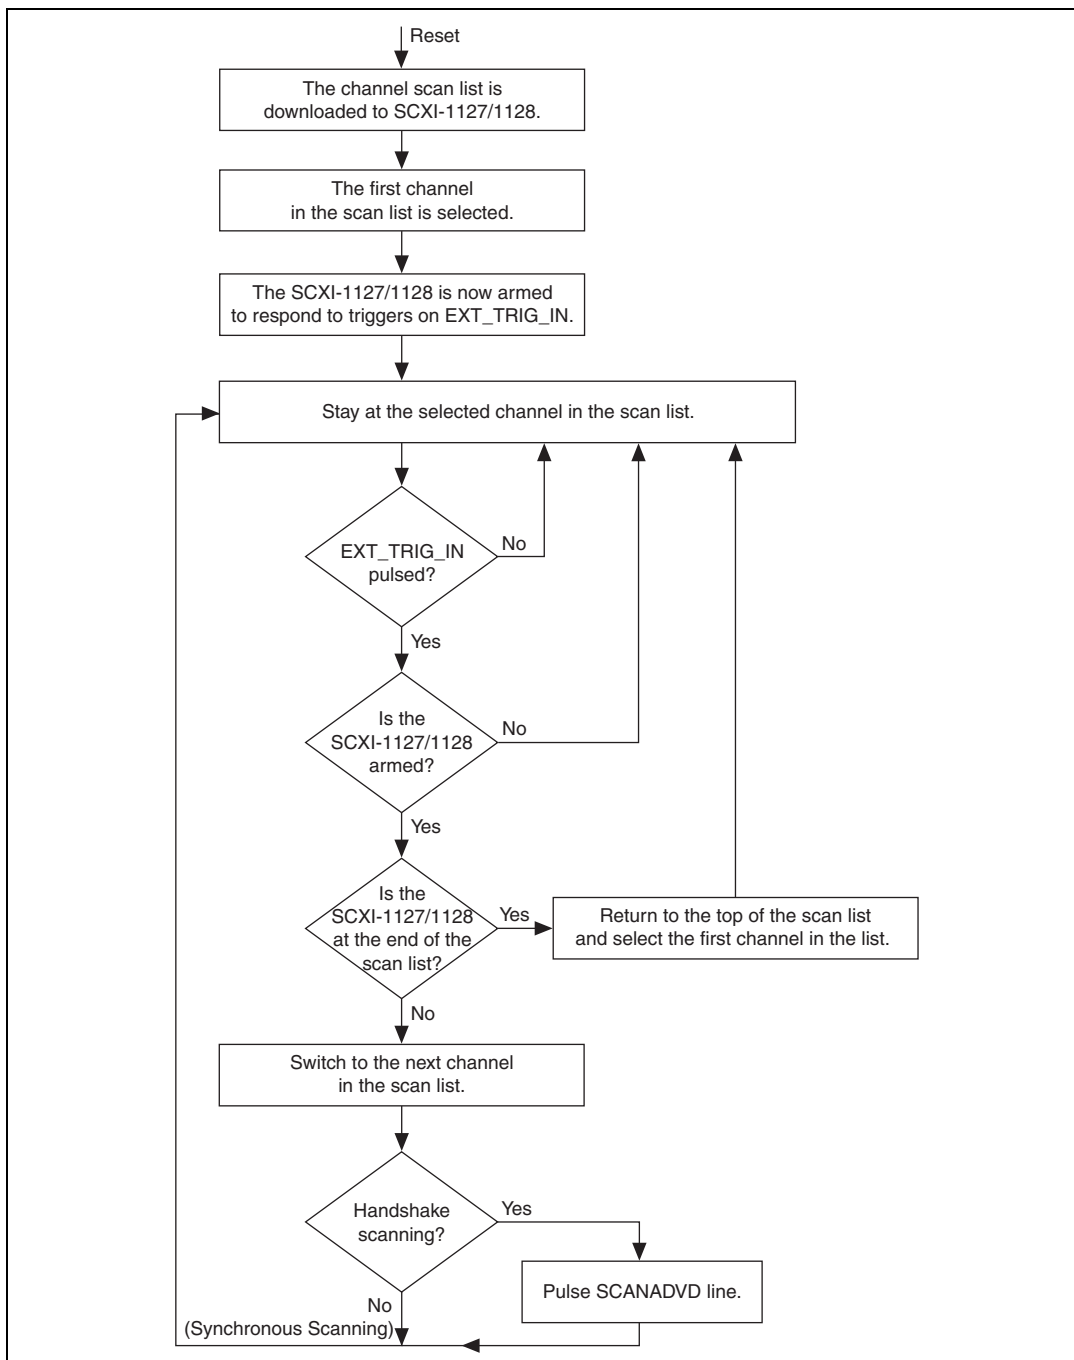 Reset
The channel scan list is
downloaded to SCXI-1127/1128.
The first channel
in the scan list is selected.
The SCXI-1127/1128 is now armed
to respond to triggers on EXT_TRIG_IN.
Stay at the selected channel in the scan list.
EXT_TRIG_IN
pulsed?
No
Yes
Is the
SCXI-1127/1128
armed?
No
Yes
Is the
SCXI-1127/1128
at the end of the
scan list?
Yes
Return to the top of the scan list
and select the first channel in the list.
No
Switch to the next channel
in the scan list.
Handshake
scanning?
Yes
Pulse SCANADVD line.
No
(Synchronous Scanning)